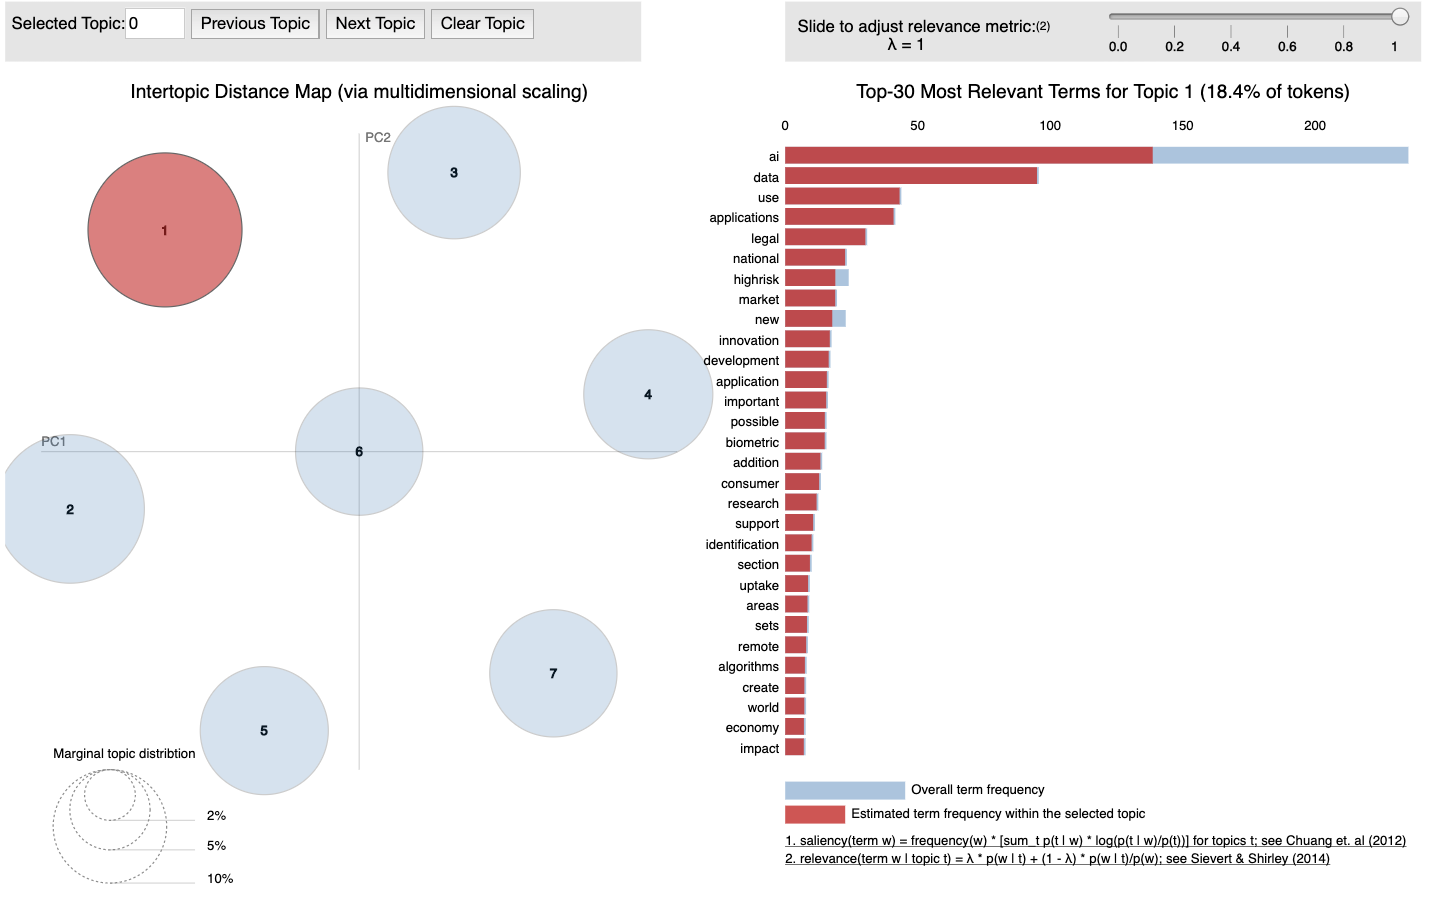 Selected Topic: 0 Previous Topic Next Topic Clear Topic
Slide to adjust relevance metric:(2)
λ = 1
0.0 0.2 0.4 0.6 0.8 1
Intertopic Distance Map (via multidimensional scaling)
PC2
PC1
1
2
3
4
5
6
7
Marginal topic distribtion
2%
5%
10%
Top-30 Most Relevant Terms for Topic 1 (18.4% of tokens)
0 50 100 150 200
ai
data
use
applications
legal
national
highrisk
market
new
innovation
development
application
important
possible
biometric
addition
consumer
research
support
identification
section
uptake
areas
sets
remote
algorithms
create
world
economy
impact
Overall term frequency
Estimated term frequency within the selected topic
1. saliency(term w) = frequency(w) * [sum_t p(t | w) * log(p(t | w)/p(t))] for topics t; see Chuang et. al (2012)
2. relevance(term w | topic t) = λ * p(w | t) + (1 - λ) * p(w | t)/p(w); see Sievert & Shirley (2014)